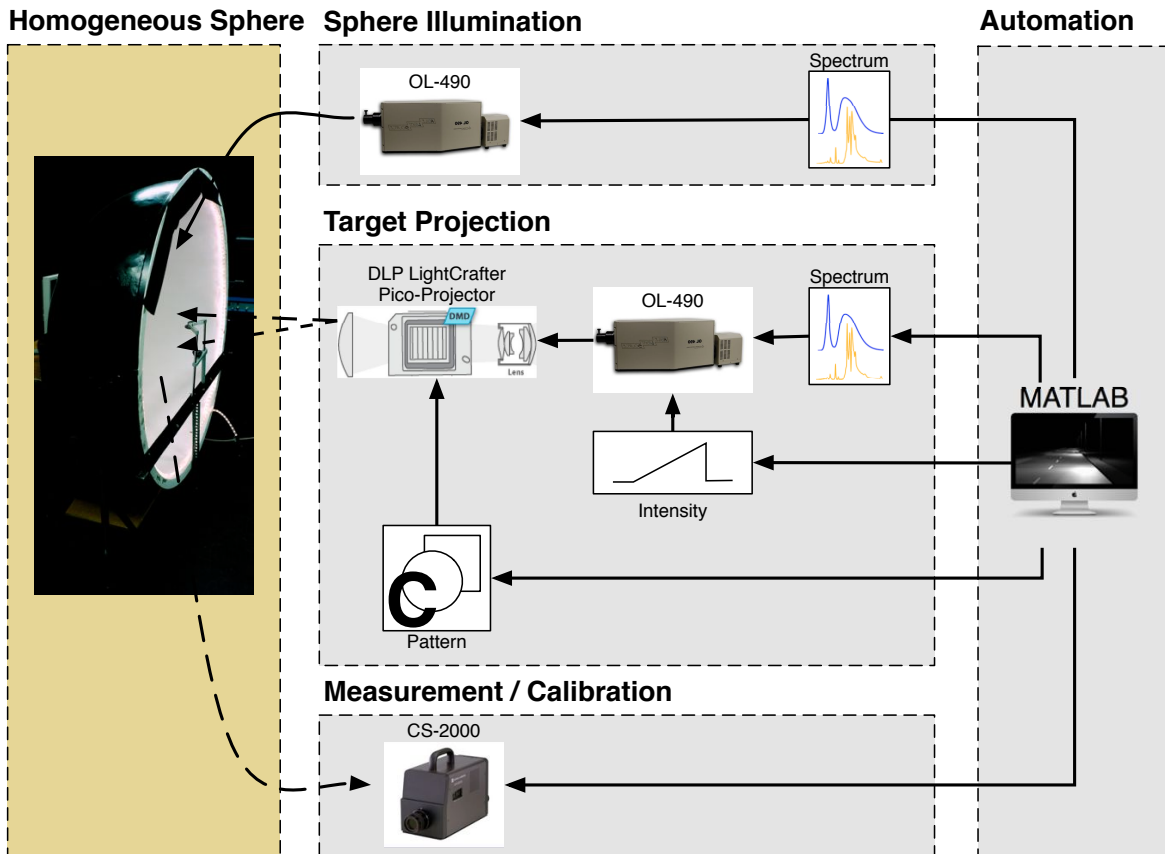 Homogeneous Sphere
Sphere Illumination
Automation
OL-490
Spectrum
Target Projection
DLP LightCrafter
Pico-Projector
DMD
Lens
OL-490
Spectrum
MATLAB
Intensity
C
Pattern
Measurement / Calibration
CS-2000